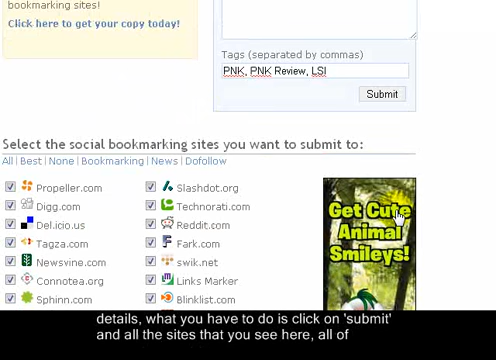 bookmarking sites!
Click here to get your copy today!
Tags (separated by commas)
PNK, PNK Review, LSI
Submit
Select the social bookmarking sites you want to submit to:
All | Best | None | Bookmarking | News | Dofollow
Propeller.com
Slashdot.org
Digg.com
Technorati.com
Del.icio.us
Reddit.com
Tagza.com
Fark.com
Newsvine.com
swik.net
Connotea.org
Links Marker
Sphinn.com
Blinklist.com
Get Cute
Animal
Smileys!
details, what you have to do is click on 'submit'
and all the sites that you see here, all of